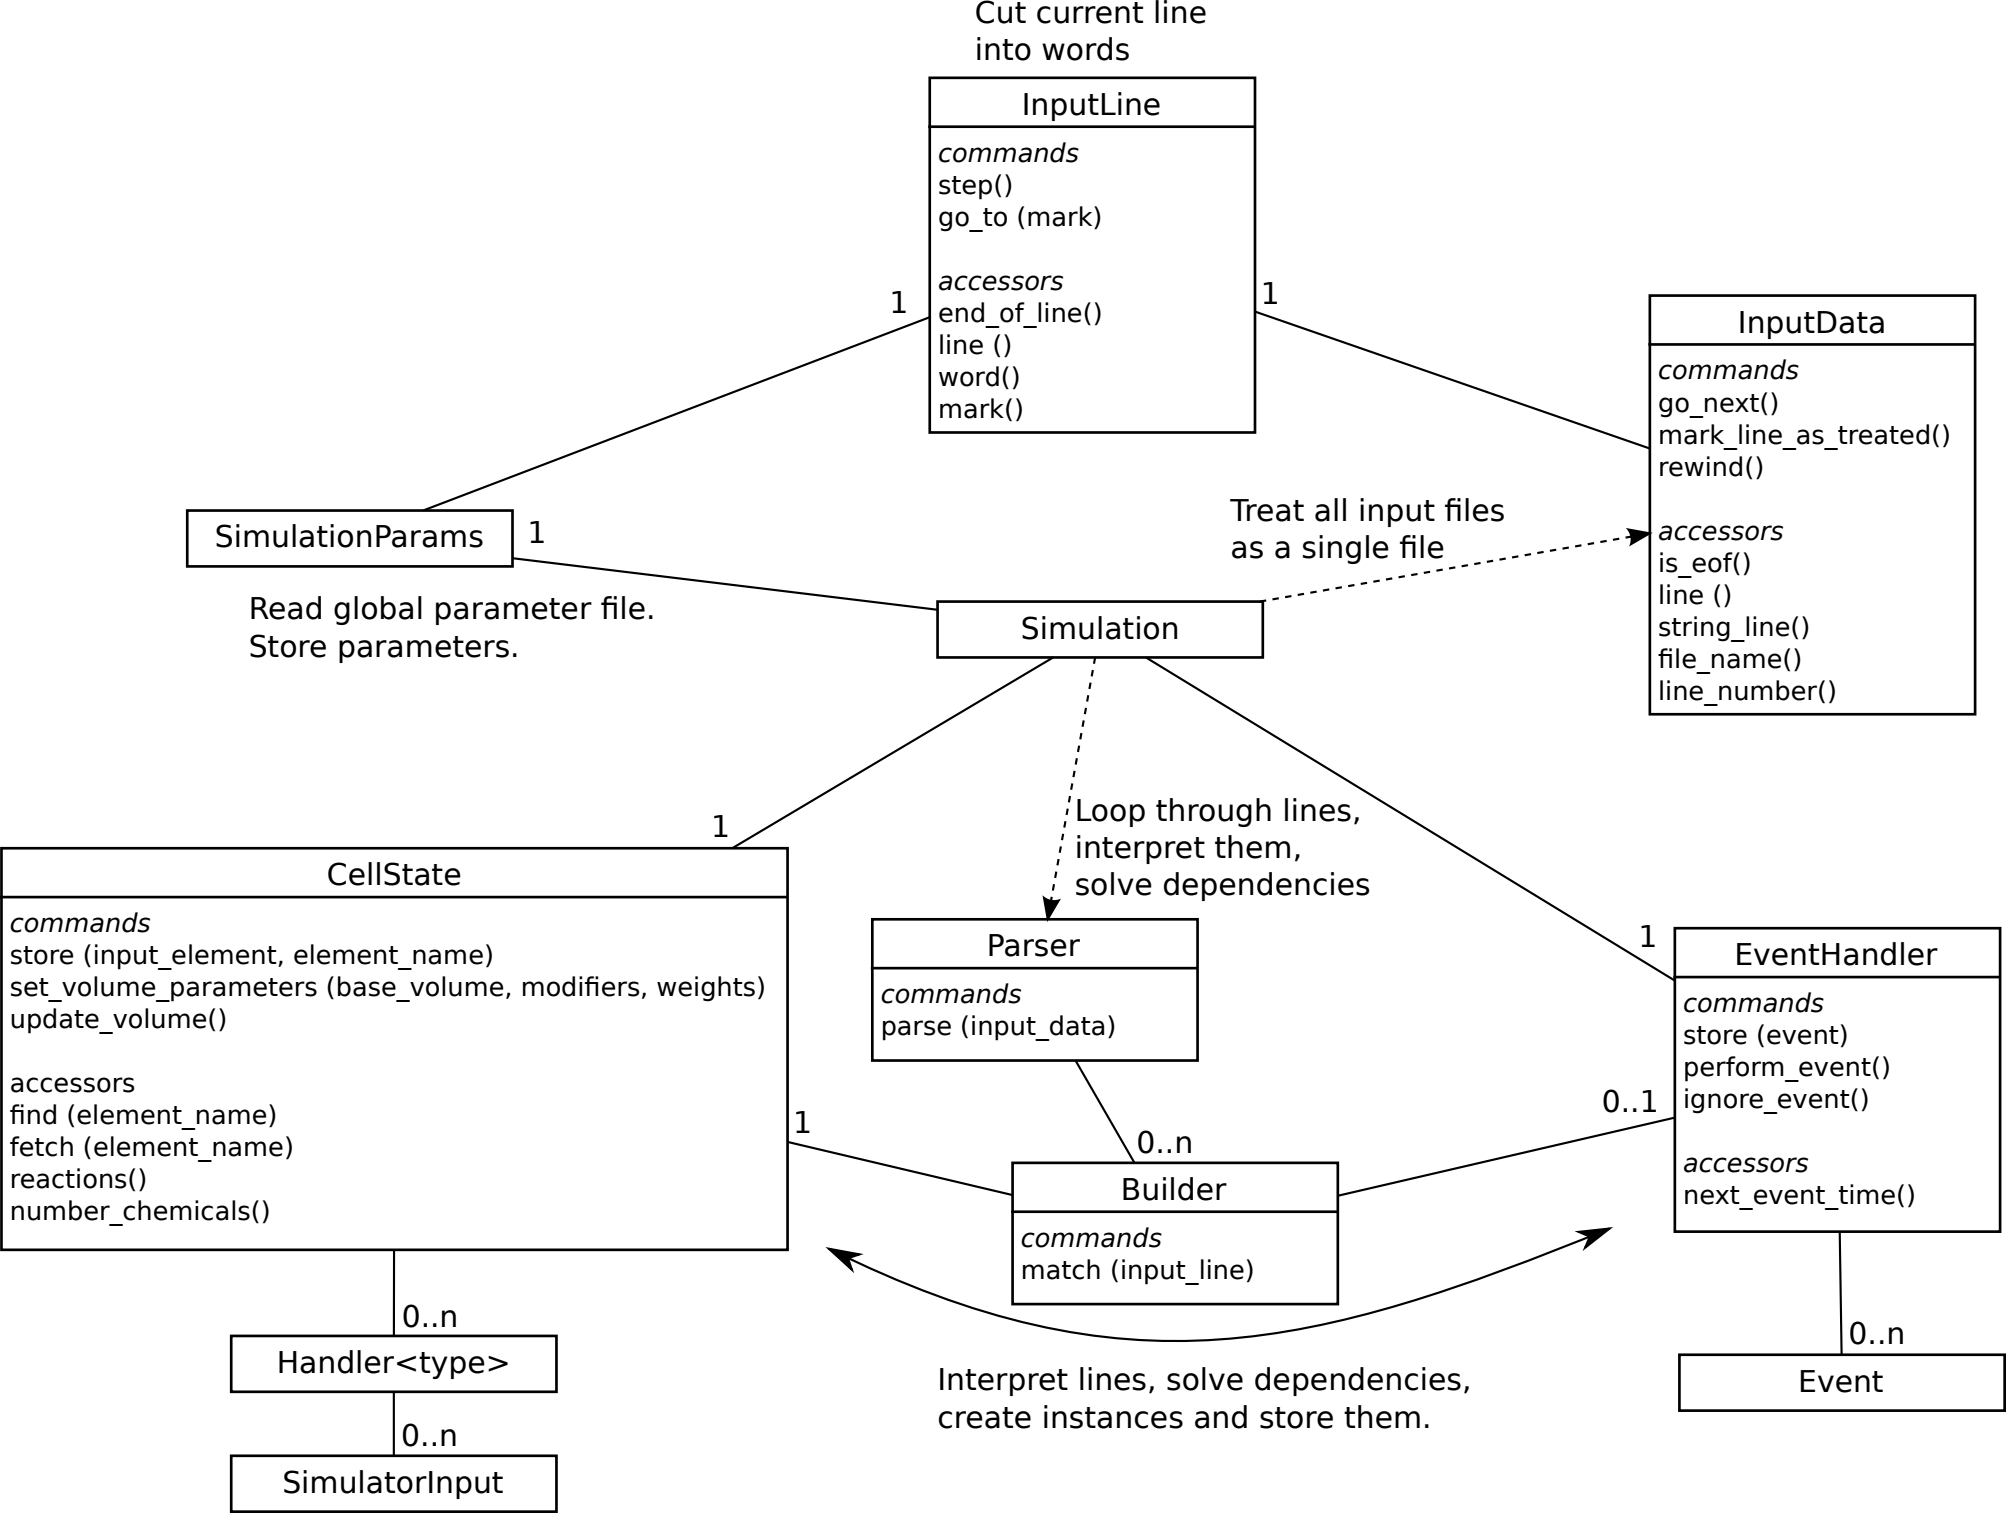 Cut current line
into words
InputLine
commands
step()
go_to (mark)
accessors
end_of_line()
line ()
word()
mark()
1
1
InputData
commands
go_next()
mark_line_as_treated()
rewind()
accessors
is_eof()
line ()
string_line()
file_name()
line_number()
SimulationParams
1
Read global parameter file.
Store parameters.
Treat all input files
as a single file
Simulation
1
Loop through lines,
interpret them,
solve dependencies
1
CellState
commands
store (input_element, element_name)
set_volume_parameters (base_volume, modifiers, weights)
update_volume()
accessors
find (element_name)
fetch (element_name)
reactions()
number_chemicals()
1
Parser
commands
parse (input_data)
0..n
Builder
commands
match (input_line)
0..1
EventHandler
commands
store (event)
perform_event()
ignore_event()
accessors
next_event_time()
0..n
Handler<type>
0..n
SimulatorInput
Interpret lines, solve dependencies,
create instances and store them.
0..n
Event